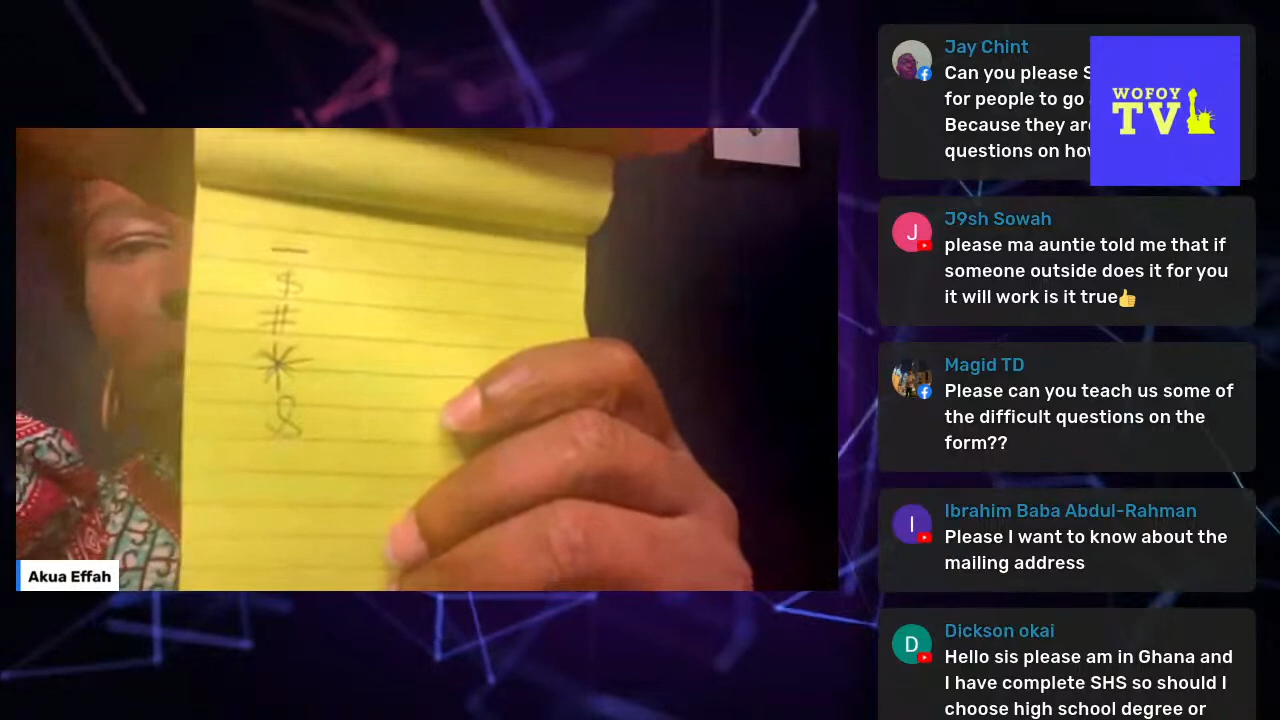 —
$
#
*
&
Akua Effah
Jay Chint
Can you please
for people to go
Because they
questions on
WOFOY
TV
J9sh Sowah
J
please ma auntie told me that if
someone outside does it for you
it will work is it true👍
Magid TD
Please can you teach us some of
the difficult questions on the
form??
Ibrahim Baba Abdul-Rahman
I
Please I want to know about the
mailing address
Dickson okai
D
Hello sis please am in Ghana and
I have complete SHS so should I
choose high school degree or